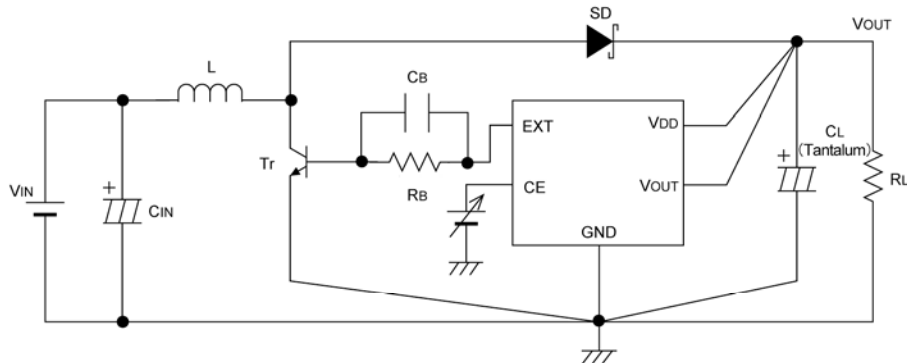 SD
VOUT
L
CB
EXT
VDD
CL
(Tantalum)
Tr
RB
CE
VOUT
RL
VIN
+
CIN
+
GND